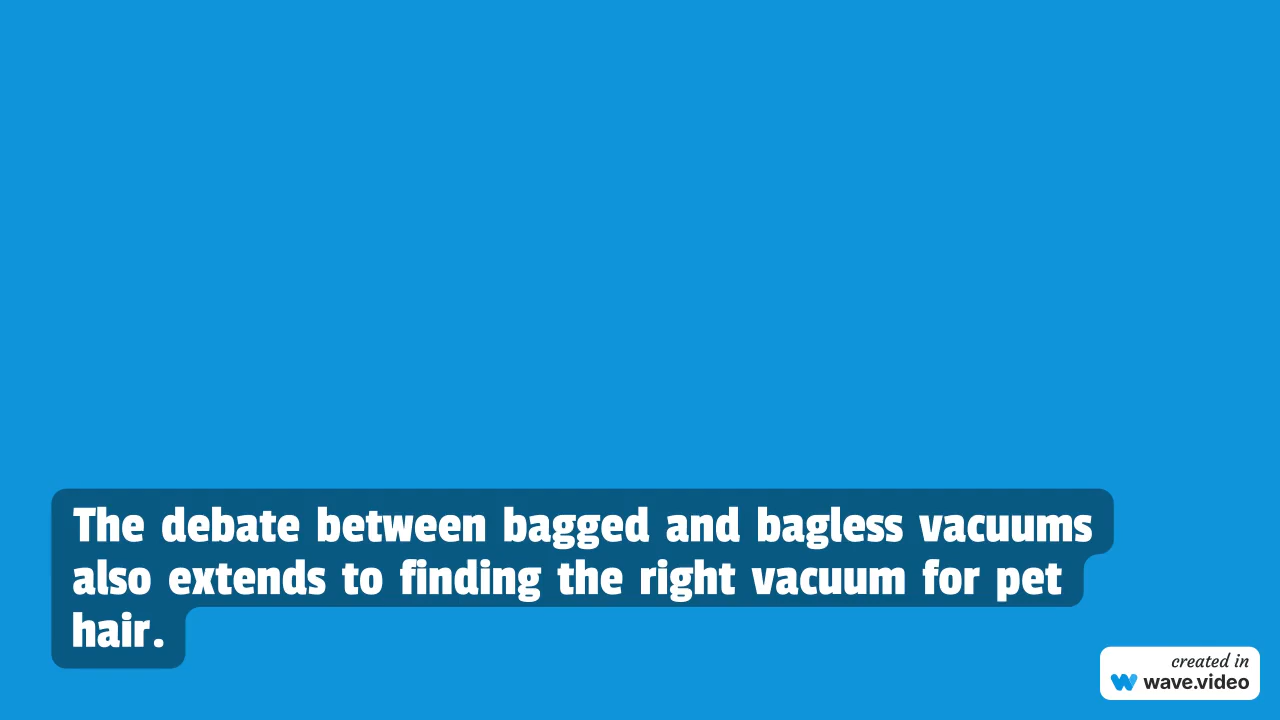 The debate between bagged and bagless vacuums
also extends to finding the right vacuum for pet
hair.
created in
wave.video